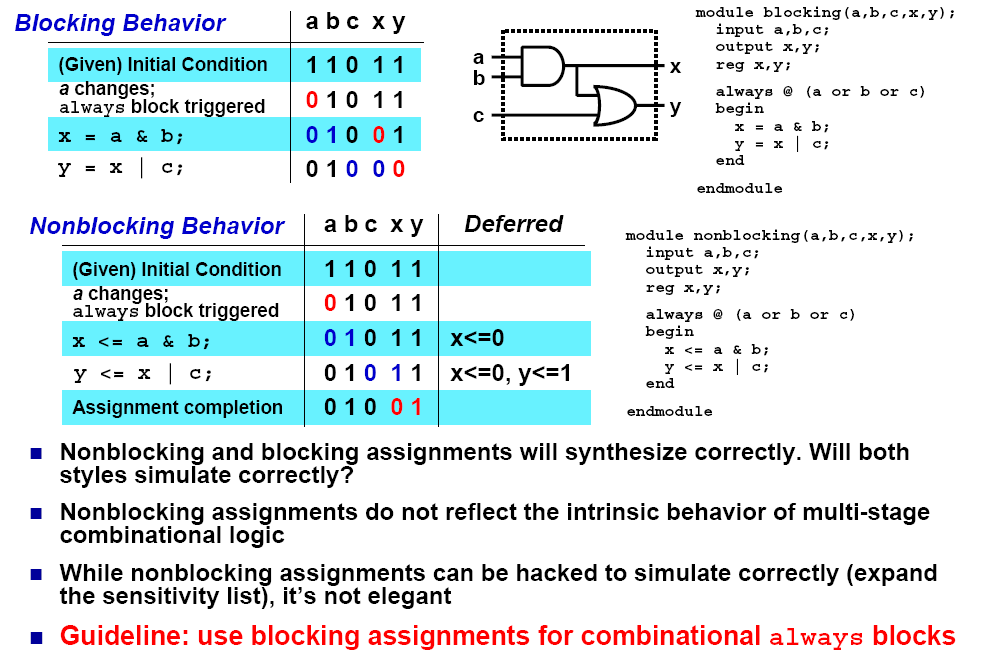 Blocking Behavior a b c x y
(Given) Initial Condition 1 1 0 1 1
a changes;
always block triggered 0 1 0 1 1
x = a & b; 0 1 0 0 1
y = x | c; 0 1 0 0 0
a
b
c
x
y
module blocking(a,b,c,x,y);
input a,b,c;
output x,y;
reg x,y;
always @ (a or b or c)
begin
x = a & b;
y = x | c;
end
endmodule
Nonblocking Behavior a b c x y Deferred
(Given) Initial Condition 1 1 0 1 1
a changes;
always block triggered 0 1 0 1 1
x <= a & b; 0 1 0 1 1 x<=0
y <= x | c; 0 1 0 1 1 x<=0, y<=1
Assignment completion 0 1 0 0 1
module nonblocking(a,b,c,x,y);
input a,b,c;
output x,y;
reg x,y;
always @ (a or b or c)
begin
x <= a & b;
y <= x | c;
end
endmodule
Nonblocking and blocking assignments will synthesize correctly. Will both
styles simulate correctly?
Nonblocking assignments do not reflect the intrinsic behavior of multi-stage
combinational logic
While nonblocking assignments can be hacked to simulate correctly (expand
the sensitivity list), it's not elegant
Guideline: use blocking assignments for combinational always blocks